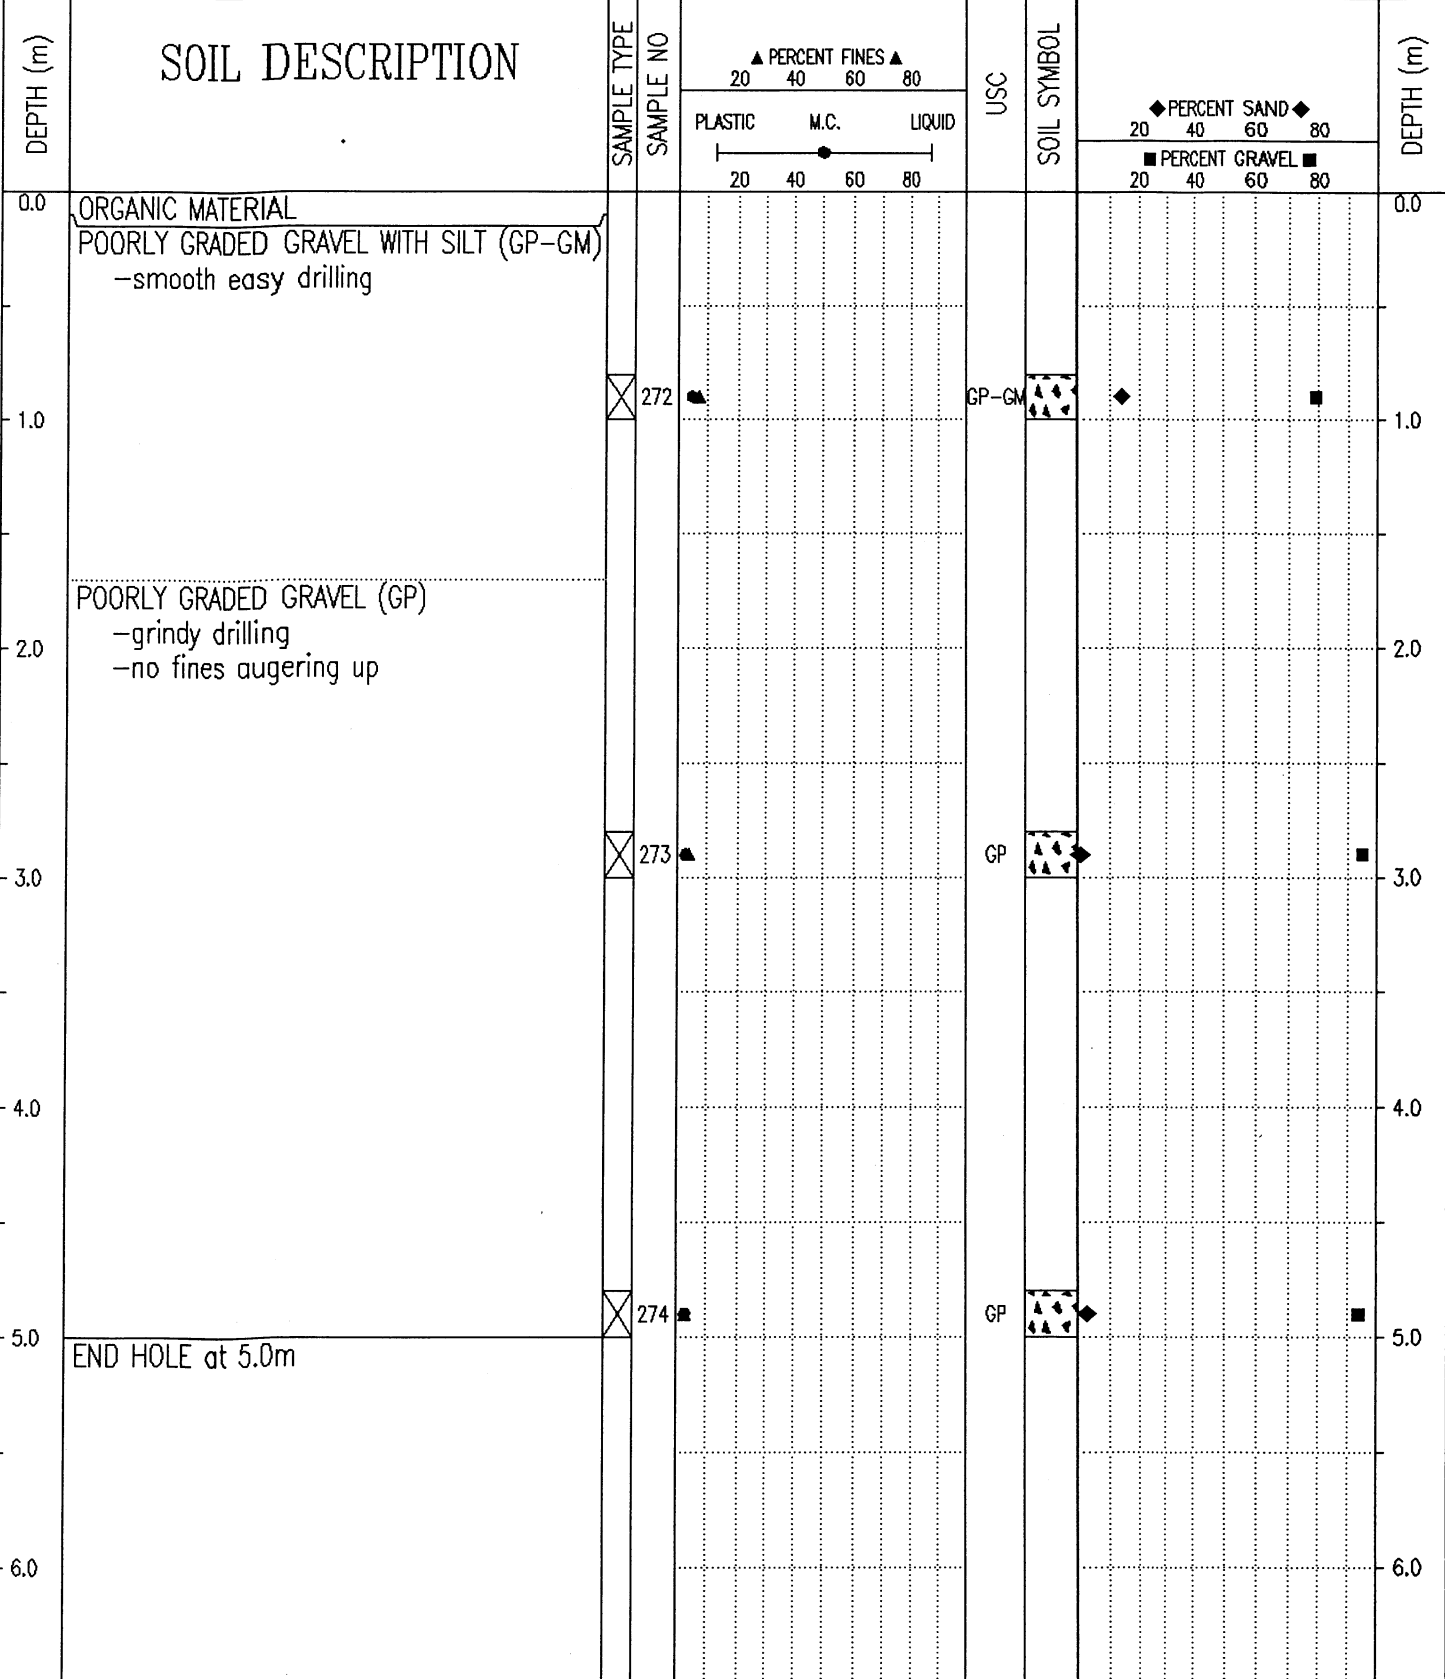 DEPTH (m)
SOIL DESCRIPTION
SAMPLE TYPE
SAMPLE NO
▲ PERCENT FINES ▲
20 40 60 80
PLASTIC M.C. LIQUID
20 40 60 80
USC
SOIL SYMBOL
◆ PERCENT SAND ◆
20 40 60 80
■ PERCENT GRAVEL ■
20 40 60 80
DEPTH (m)
0.0 ORGANIC MATERIAL 0.0
POORLY GRADED GRAVEL WITH SILT (GP-GM)
-smooth easy drilling
272 GP-GM
1.0 1.0
POORLY GRADED GRAVEL (GP)
-grindy drilling
2.0 2.0
-no fines augering up
273 GP
3.0 3.0
4.0 4.0
274 GP
5.0 5.0
END HOLE at 5.0m
6.0 6.0